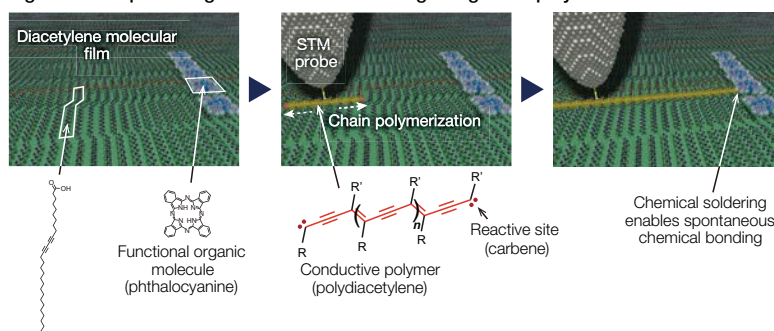 Diacetylene molecular
film
STM
probe
Chain polymerization
O
OH
N
N
N
NH
N
N
HN
N
Functional organic
molecule
(phthalocyanine)
R'
R'
R'
R
R
R
n
Reactive site
(carbene)
Conductive polymer
(polydiacetylene)
Chemical soldering
enables spontaneous
chemical bonding